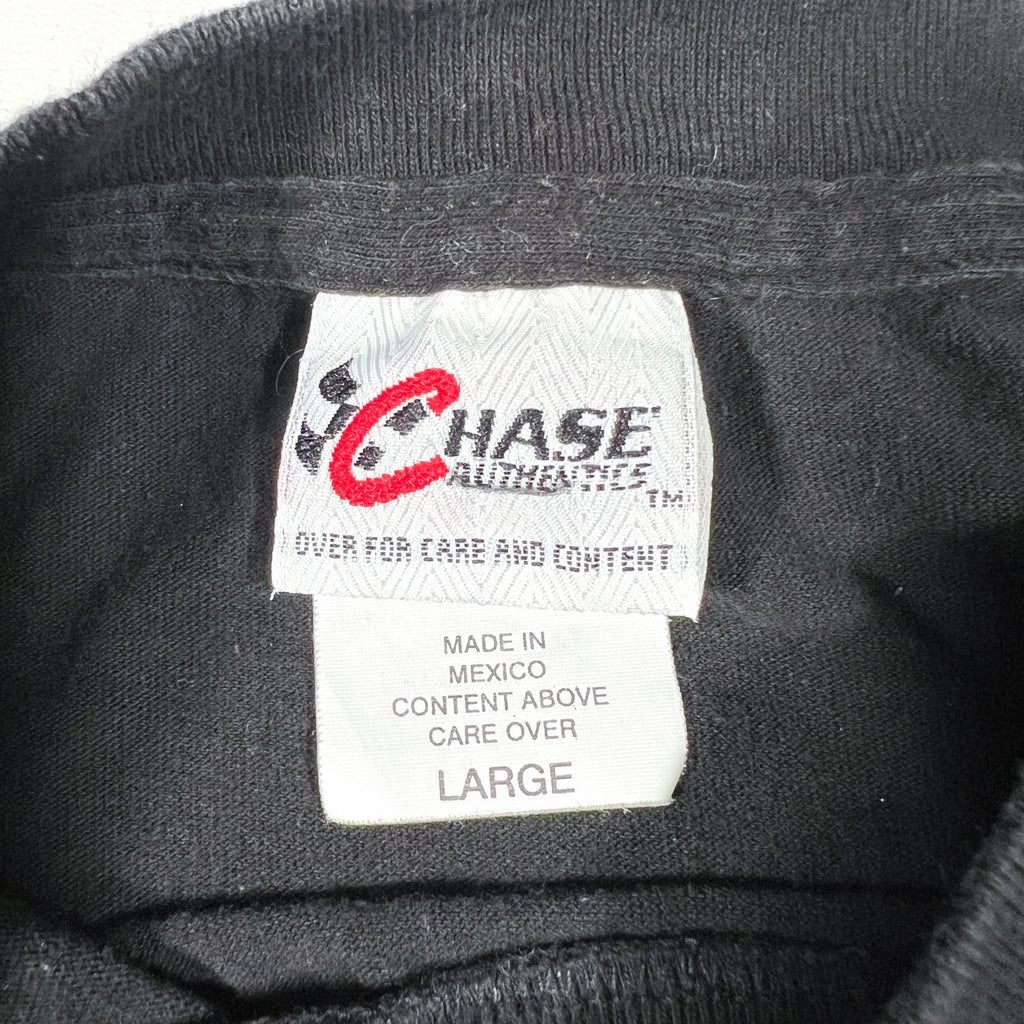 CHASE
AUTHENTICS
TM
OVER FOR CARE AND CONTENT
MADE IN
MEXICO
CONTENT ABOVE
CARE OVER
LARGE